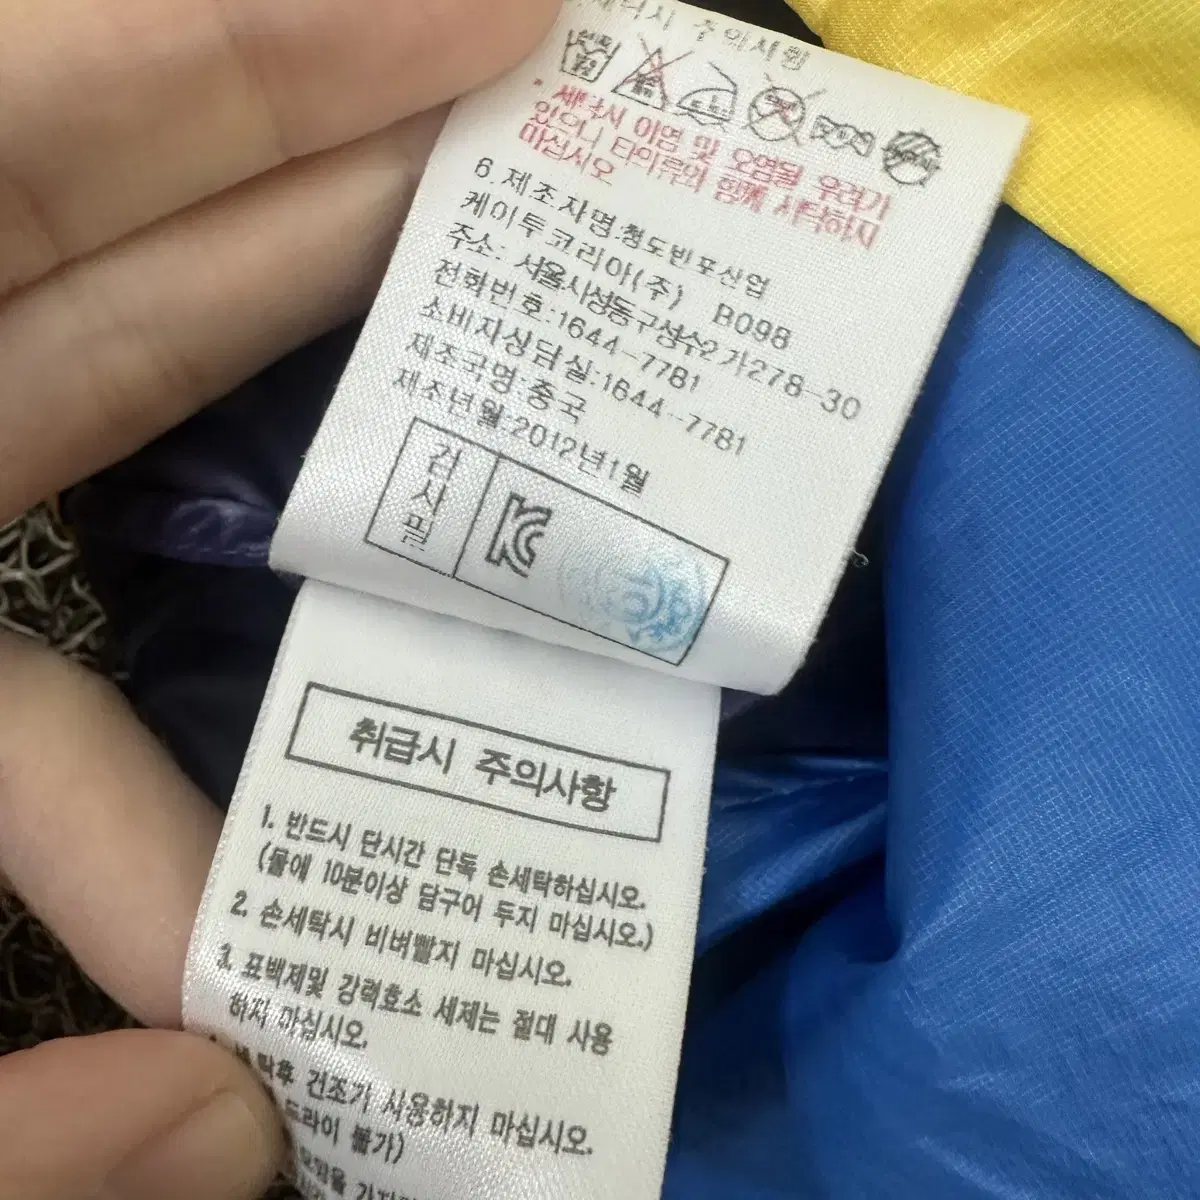 세탁시 주의사항
* 세탁시 이염 및 오염될 우려가
있으니 타의류와 함께 세탁하지
마십시오
6.제조자명:청도빈포산업
케이투코리아(주) B098
주소: 서울시성동구성수2가278-30
전화번호:1644-7781
소비자상담실:1644-7781
제조국명:중국
제조년월:2012년1월
검사필
취급시 주의사항
1. 반드시 단시간 단독 손세탁하십시오.
(물에 10분이상 담구어 두지 마십시오.)
2. 손세탁시 비벼빨지 마십시오.
3. 표백제및 강력효소 세제는 절대 사용
하지 마십시오.
건조기 사용하지 마십시오.
드라이 불가)